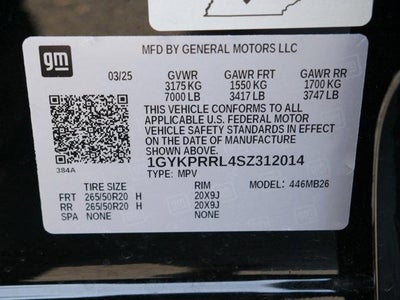 gm
MFD BY GENERAL MOTORS LLC
03/25 GVWR GAWR FRT GAWR RR
3175 KG 1550 KG 1700 KG
7000 LB 3417 LB 3747 LB
THIS VEHICLE CONFORMS TO ALL
APPLICABLE U.S. FEDERAL MOTOR
VEHICLE SAFETY STANDARDS IN EFFECT
ON THE DATE OF MANUFACTURE
SHOWN ABOVE.
384A
1GYKPRRL4SZ312014
TYPE: MPV
TIRE SIZE RIM MODEL: 446MB26
FRT 265/50R20 H 20X9J
RR 265/50R20 H 20X9J
SPA NONE NONE